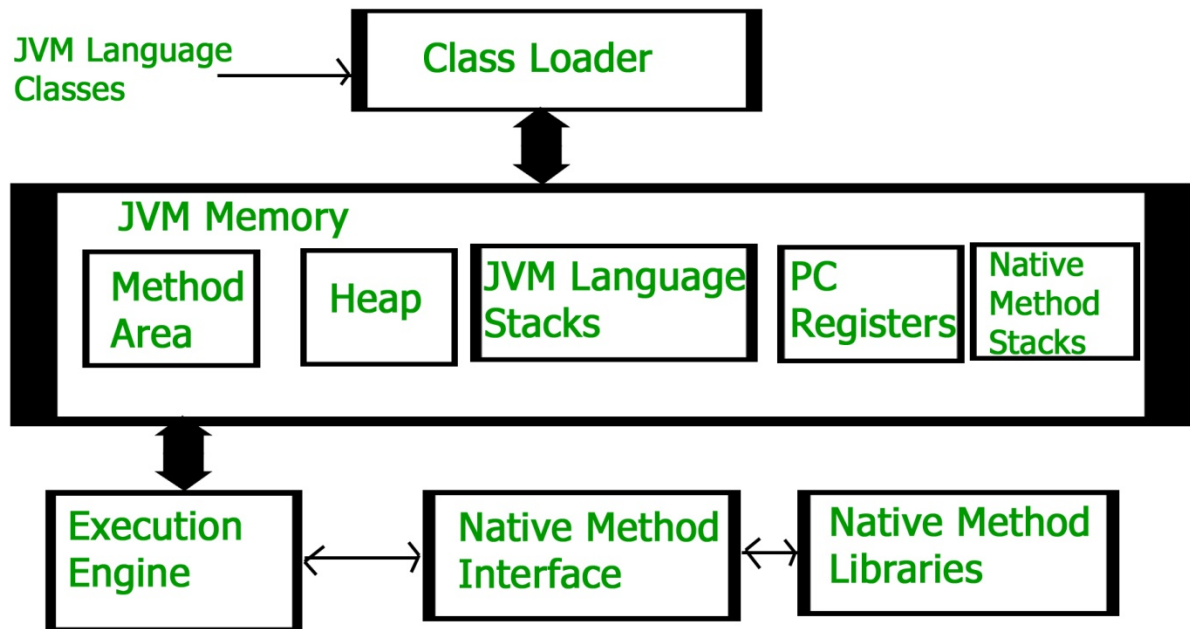 JVM Language
Classes
Class Loader
JVM Memory
Method
Area
Heap
JVM Language
Stacks
PC
Registers
Native
Method
Stacks
Execution
Engine
Native Method
Interface
Native Method
Libraries